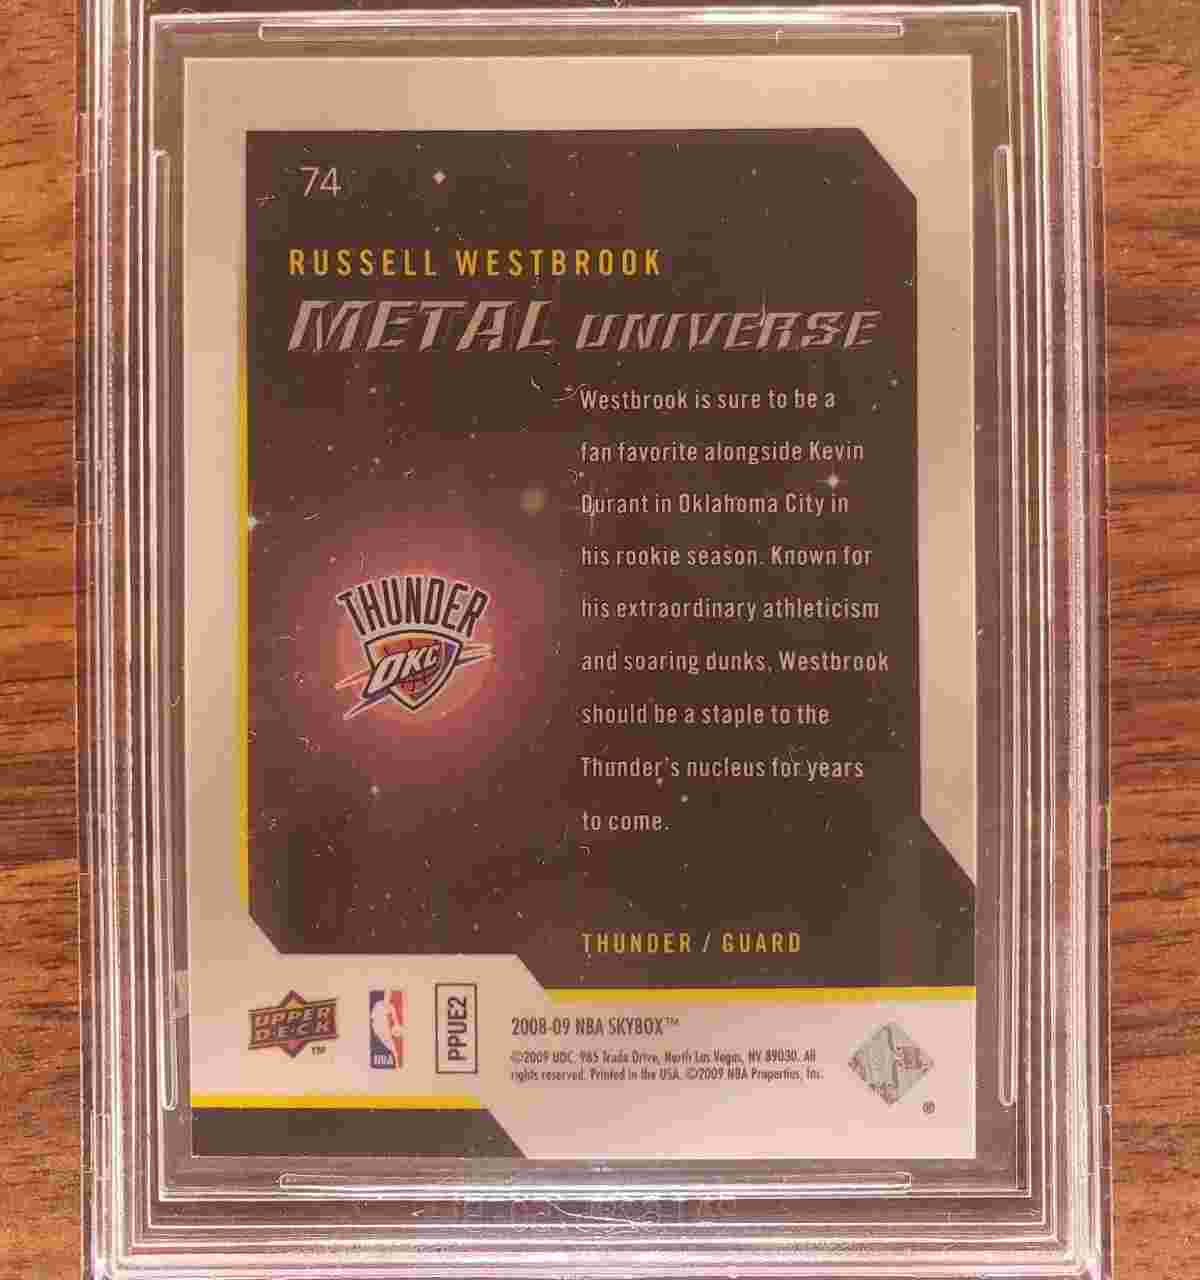 74
RUSSELL WESTBROOK
METAL UNIVERSE
Westbrook is sure to be a
fan favorite alongside Kevin
Durant in Oklahoma City in
his rookie season. Known for
his extraordinary athleticism
and soaring dunks, Westbrook
should be a staple to the
Thunder's nucleus for years
to come.
THUNDER
OKC
THUNDER / GUARD
UPPER
DECK
TM
NBA
PPUE2
2008-09 NBA SKYBOX™
©2009 UDC. 985 Trade Drive, North Las Vegas, NV 89030. All
rights reserved. Printed in the USA. ©2009 NBA Properties, Inc.
®